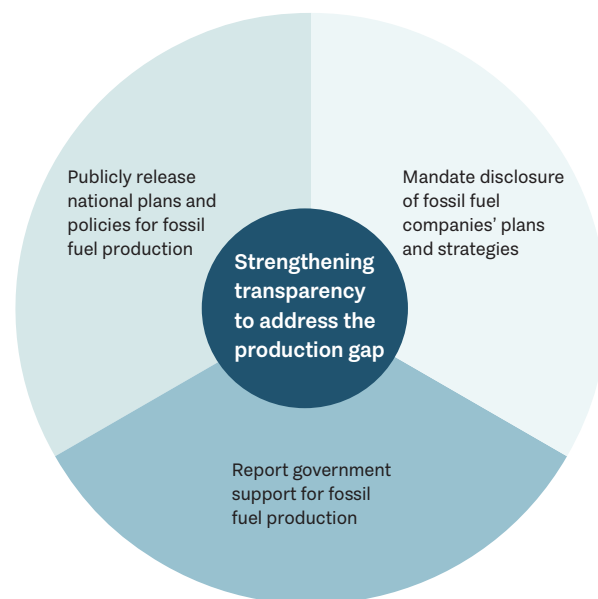 Publicly release
national plans and
policies for fossil
fuel production
Mandate disclosure
of fossil fuel
companies’ plans
and strategies
Strengthening
transparency
to address the
production gap
Report government
support for fossil
fuel production